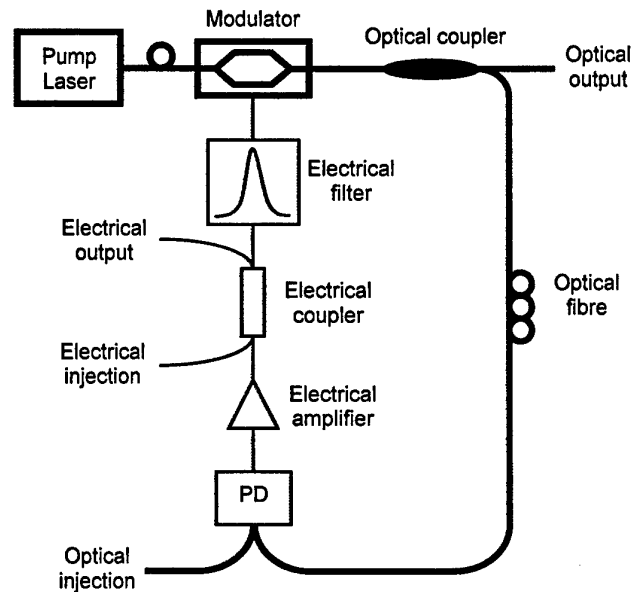 Modulator
Optical coupler
Pump
Laser
Optical
output
Electrical
filter
Electrical
output
Electrical
coupler
Optical
fibre
Electrical
injection
Electrical
amplifier
PD
Optical
injection